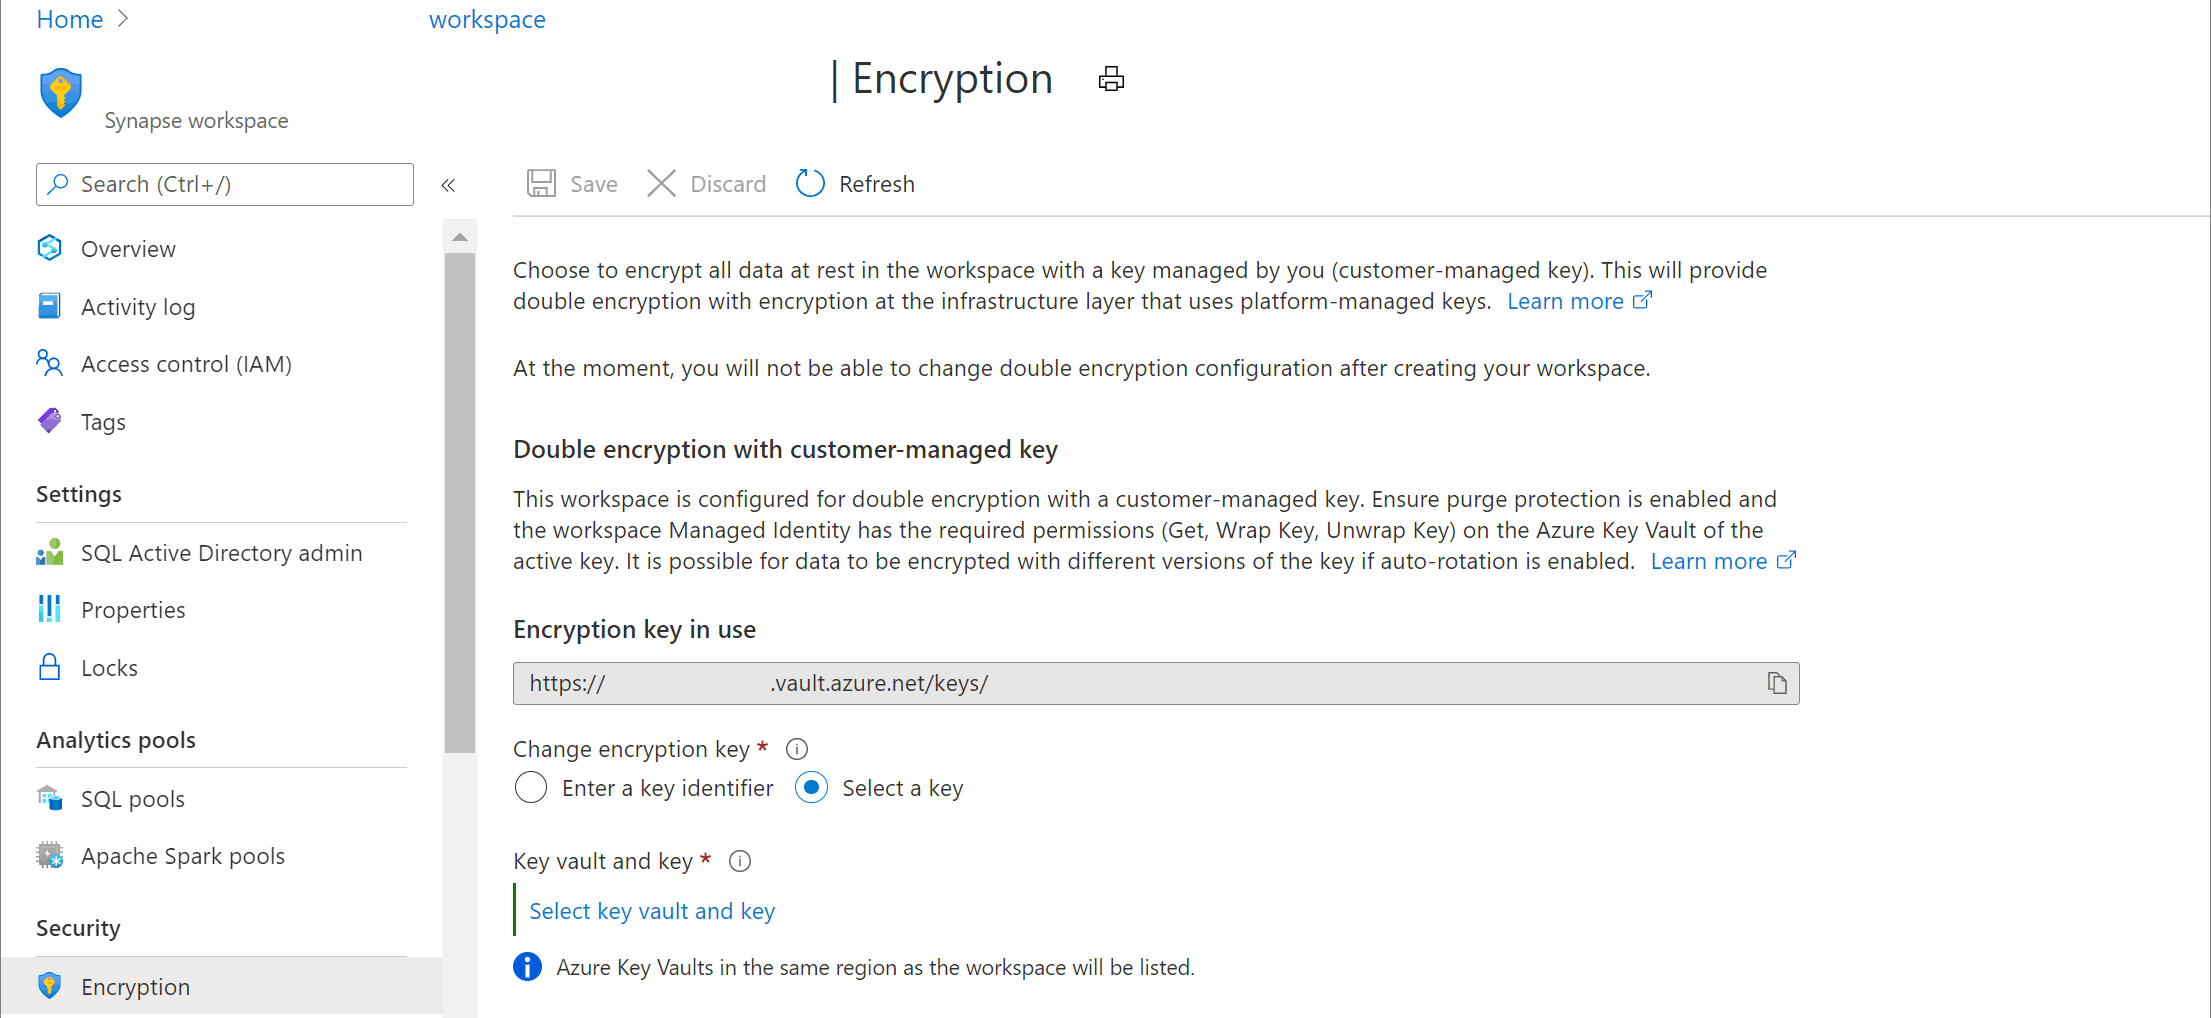 Home
workspace
| Encryption
Synapse workspace
Search (Ctrl+/)
«
Save Discard Refresh
Overview
Activity log
Access control (IAM)
Tags
Settings
SQL Active Directory admin
Properties
Locks
Analytics pools
SQL pools
Apache Spark pools
Security
Encryption
Choose to encrypt all data at rest in the workspace with a key managed by you (customer-managed key). This will provide
double encryption with encryption at the infrastructure layer that uses platform-managed keys. Learn more
At the moment, you will not be able to change double encryption configuration after creating your workspace.
Double encryption with customer-managed key
This workspace is configured for double encryption with a customer-managed key. Ensure purge protection is enabled and
the workspace Managed Identity has the required permissions (Get, Wrap Key, Unwrap Key) on the Azure Key Vault of the
active key. It is possible for data to be encrypted with different versions of the key if auto-rotation is enabled. Learn more
Encryption key in use
https:// .vault.azure.net/keys/
Change encryption key *
Enter a key identifier Select a key
Key vault and key *
Select key vault and key
Azure Key Vaults in the same region as the workspace will be listed.